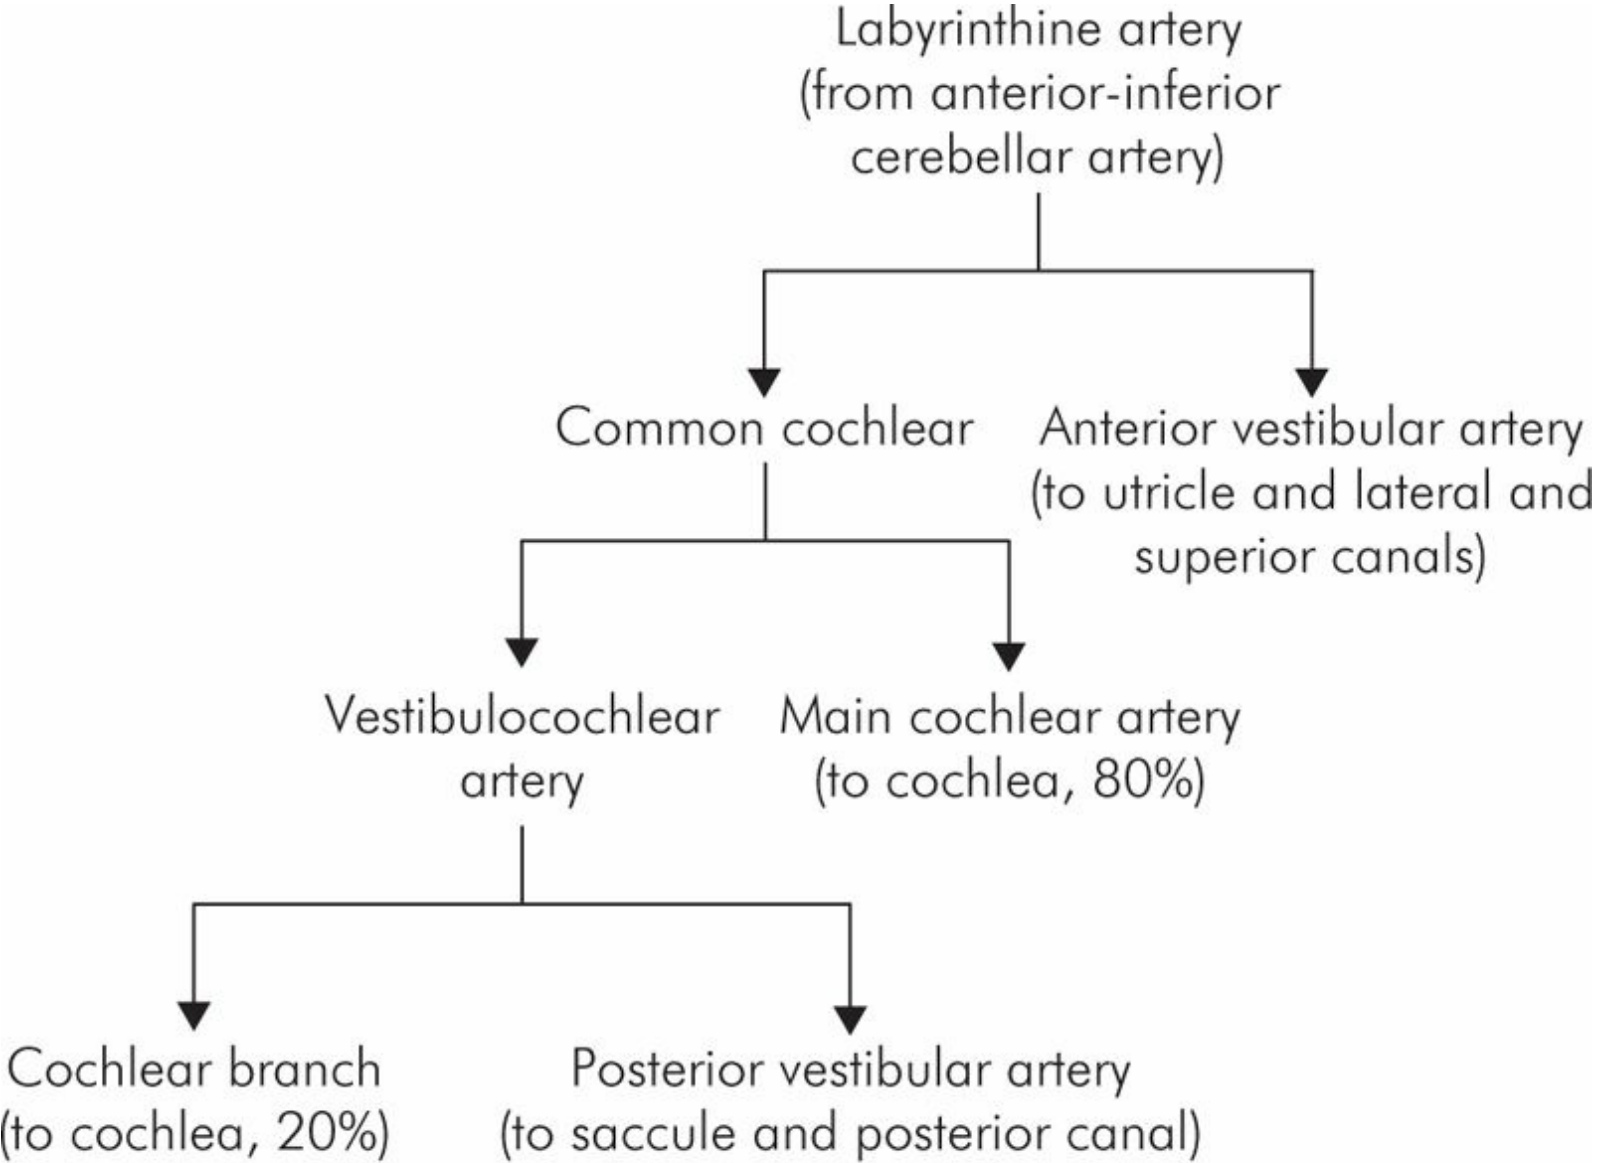 Labyrinthine artery
(from anterior-inferior
cerebellar artery)
Common cochlear
Anterior vestibular artery
(to utricle and lateral and
superior canals)
Vestibulocochlear
artery
Main cochlear artery
(to cochlea, 80%)
Cochlear branch
(to cochlea, 20%)
Posterior vestibular artery
(to saccule and posterior canal)